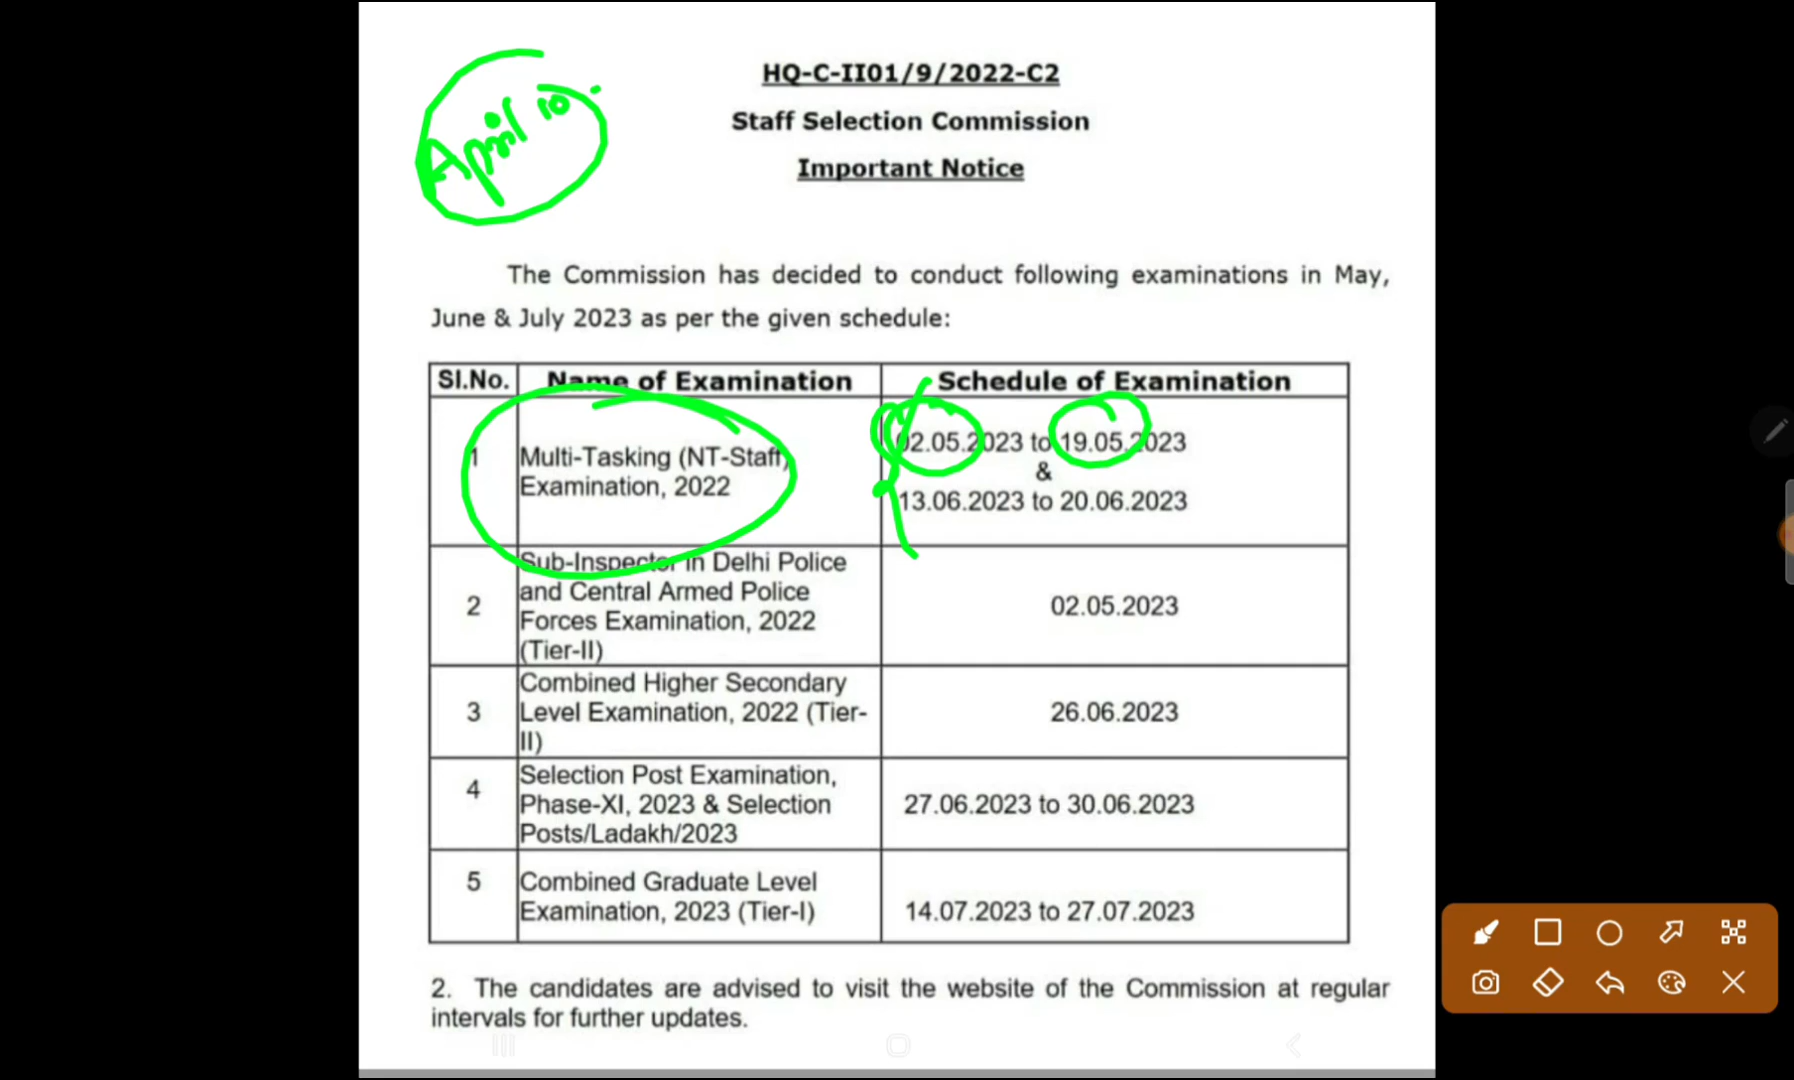 April 10
HQ-C-II01/9/2022-C2
Staff Selection Commission
Important Notice
The Commission has decided to conduct following examinations in May,
June & July 2023 as per the given schedule:
Sl.No. Name of Examination Schedule of Examination
1 Multi-Tasking (NT-Staff) 02.05.2023 to 19.05.2023
Examination, 2022 &
13.06.2023 to 20.06.2023
Sub-Inspector in Delhi Police
2 and Central Armed Police 02.05.2023
Forces Examination, 2022
(Tier-II)
Combined Higher Secondary
3 Level Examination, 2022 (Tier- 26.06.2023
II)
4 Selection Post Examination,
Phase-XI, 2023 & Selection 27.06.2023 to 30.06.2023
Posts/Ladakh/2023
5 Combined Graduate Level
Examination, 2023 (Tier-I) 14.07.2023 to 27.07.2023
2. The candidates are advised to visit the website of the Commission at regular
intervals for further updates.